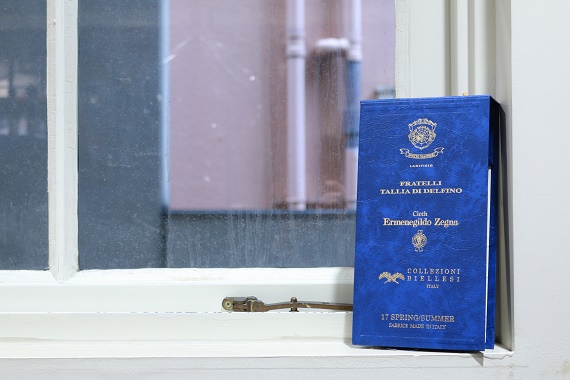 LANIFICIO
FRATELLI
TALLIA DI DELFINO
Cloth
Ermenegildo Zegna
COLLEZIONI
BIELLESI
ITALY
17 SPRING/SUMMER
FABRICS MADE IN ITALY